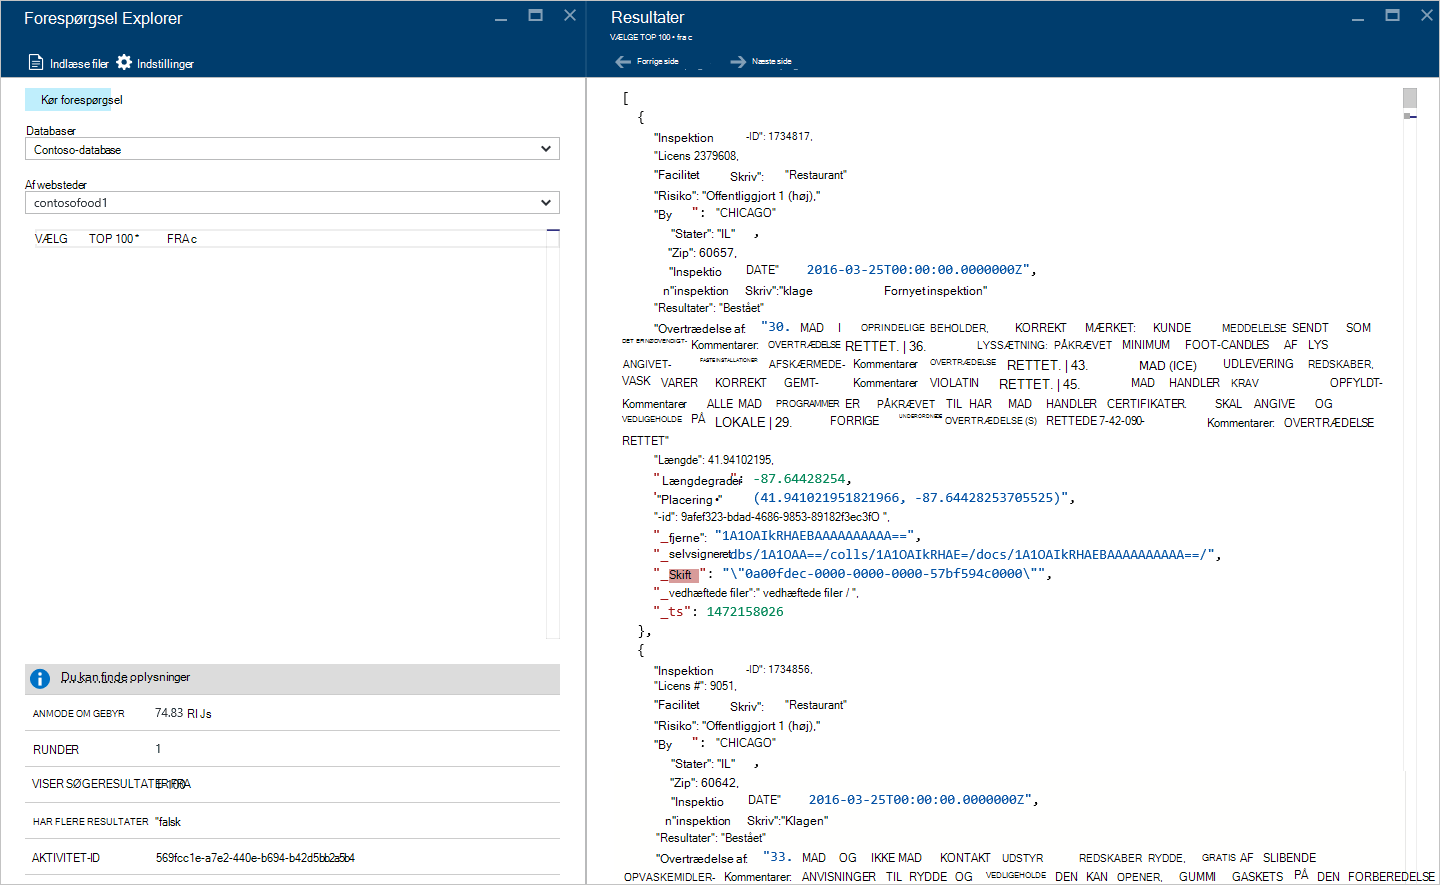 Forespørgsel Explorer
Indlæse filer Indstillinger
Kør forespørgsel
Databaser
Contoso-database
Af websteder
contosofood1
VÆLG TOP 100 * FRA c
Du kan finde oplysninger
ANMODE OM GEBYR 74.83 RIJs
RUNDER 1
VISER SØGERESULTATER FRA 1-100
HAR FLERE RESULTATER "falsk
AKTIVITET-ID 569fcc1e-a7e2-440e-b694-b42d5bb2a5b4
Resultater
VÆLGE TOP 100 * fra c
Forrige side Næste side
[
{
"Inspektion -ID": 1734817,
"Licens 2379608,
"Facilitet Skriv": "Restaurant"
"Risiko": "Offentliggjort 1 (høj),"
"By ": "CHICAGO"
"Stater": "IL" ,
"Zip": 60657,
"Inspektio DATE" 2016-03-25T00:00:00.0000000Z",
n"inspektion Skriv":"klage Fornyet inspektion"
"Resultater": "Bestået"
"Overtrædelse af: "30. MAD I OPRINDELIGE BEHOLDER, KORREKT MÆRKET: KUNDE MEDDELELSE SENDT SOM
DET ER NØDVENDIGT- Kommentarer: OVERTRÆDELSE RETTET. | 36. LYSSÆTNING: PÅKRÆVET MINIMUM FOOT-CANDLES AF LYS
ANGIVET- FASTE INSTALLATIONER AFSKÆRMEDE- Kommentarer OVERTRÆDELSE RETTET. | 43. MAD (ICE) UDLEVERING REDSKABER,
VASK VARER KORREKT GEMT- Kommentarer VIOLATIN RETTET. | 45. MAD HANDLER KRAV OPFYLDT-
Kommentarer ALLE MAD PROGRAMMER ER PÅKRÆVET TIL HAR MAD HANDLER CERTIFIKATER. SKAL ANGIVE OG
VEDLIGEHOLDE PÅ LOKALE | 29. FORRIGE UNDERORDNEDE OVERTRÆDELSE (S) RETTEDE 7-42-090- Kommentarer: OVERTRÆDELSE
RETTET"
"Længde": 41.94102195,
" Længdegrader ": -87.64428254,
"Placering •" (41.941021951821966, -87.64428253705525)",
"-id": 9afef323-bdad-4686-9853-89182f3ec3fO ",
"_fjerne": "1A1OAIkRHAEBAAAAAAAAAA==",
"_selvsigneret dbs/1A1OAA==/colls/1A1OAIkRHAE=/docs/1A1OAIkRHAEBAAAAAAAAAA==/",
"_Skift ": "\"0a00fdec-0000-0000-0000-57bf594c0000\"",
"_vedhæftede filer":" vedhæftede filer / ",
"_ts": 1472158026
},
{
"Inspektion -ID": 1734856,
"Licens #": 9051,
"Facilitet Skriv": "Restaurant"
"Risiko": "Offentliggjort 1 (høj),"
"By ": "CHICAGO"
"Stater": "IL" ,
"Zip": 60642,
"Inspektio DATE" 2016-03-25T00:00:00.0000000Z",
n"inspektion Skriv":"Klagen"
"Resultater": "Bestået"
"Overtrædelse af: "33. MAD OG IKKE MAD KONTAKT UDSTYR REDSKABER RYDDE, GRATIS AF SLIBENDE
OPVASKEMIDLER- Kommentarer: ANVISNINGER TIL RYDDE OG VEDLIGEHOLDE DEN KAN OPENER, GUMMI GASKETS PÅ DEN FORBEREDELSE